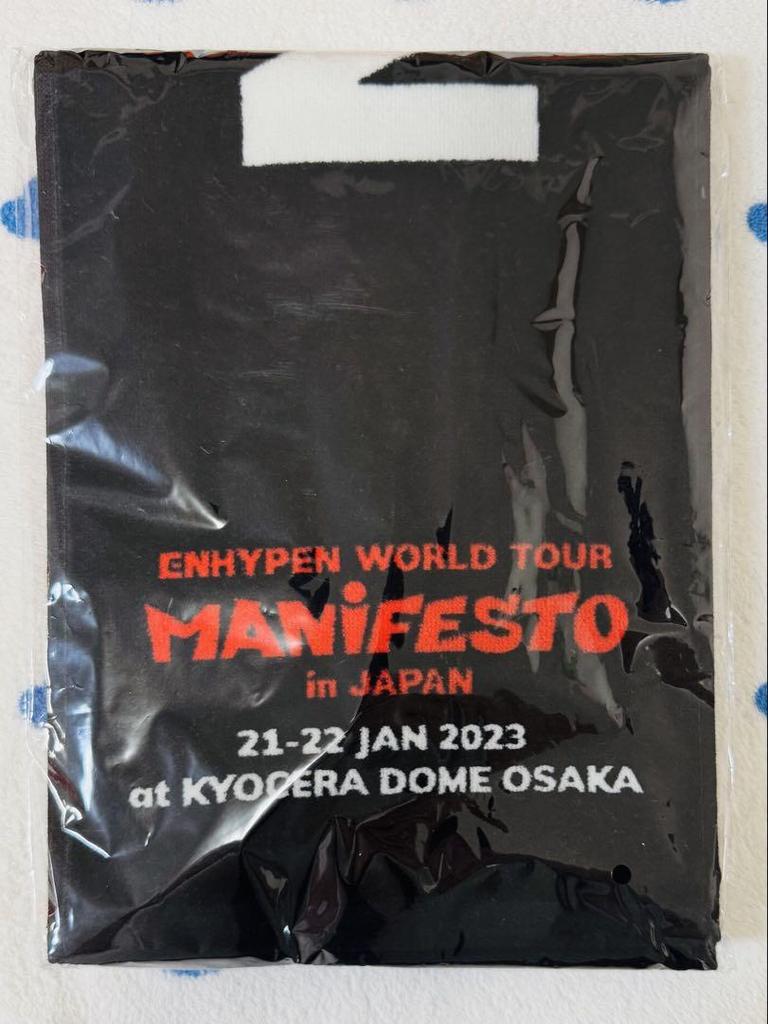 ENHYPEN WORLD TOUR
MANiFESTO
in JAPAN
21-22 JAN 2023
at KYOCERA DOME OSAKA